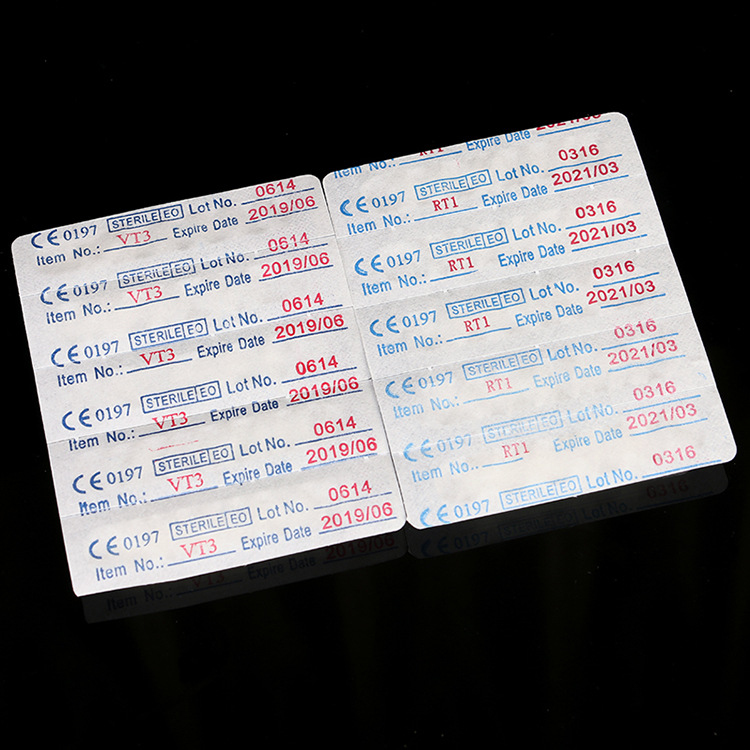 CE 0197 STERILE EO Lot No. 0614
Item No.: VT3 Expire Date 2019/06
CE 0197 STERILE EO Lot No. 0614
Item No.: VT3 Expire Date 2019/06
CE 0197 STERILE EO Lot No. 0614
Item No.: VT3 Expire Date 2019/06
CE 0197 STERILE EO Lot No. 0614
Item No.: VT3 Expire Date 2019/06
CE 0197 STERILE EO Lot No. 0614
Item No.: VT3 Expire Date 2019/06
CE 0197 STERILE EO Lot No. 0614
Item No.: VT3 Expire Date 2019/06
Item No.: RT1 Expire Date 2021/03
CE 0197 STERILE EO Lot No. 0316
Item No.: RT1 Expire Date 2021/03
CE 0197 STERILE EO Lot No. 0316
Item No.: RT1 Expire Date 2021/03
CE 0197 STERILE EO Lot No. 0316
Item No.: RT1 Expire Date 2021/03
CE 0197 STERILE EO Lot No. 0316
Item No.: RT1 Expire Date 2021/03
CE 0197 STERILE EO Lot No. 0316
Item No.: RT1 Expire Date 2021/03
CE 0197 STERILE EO Lot No. 0316